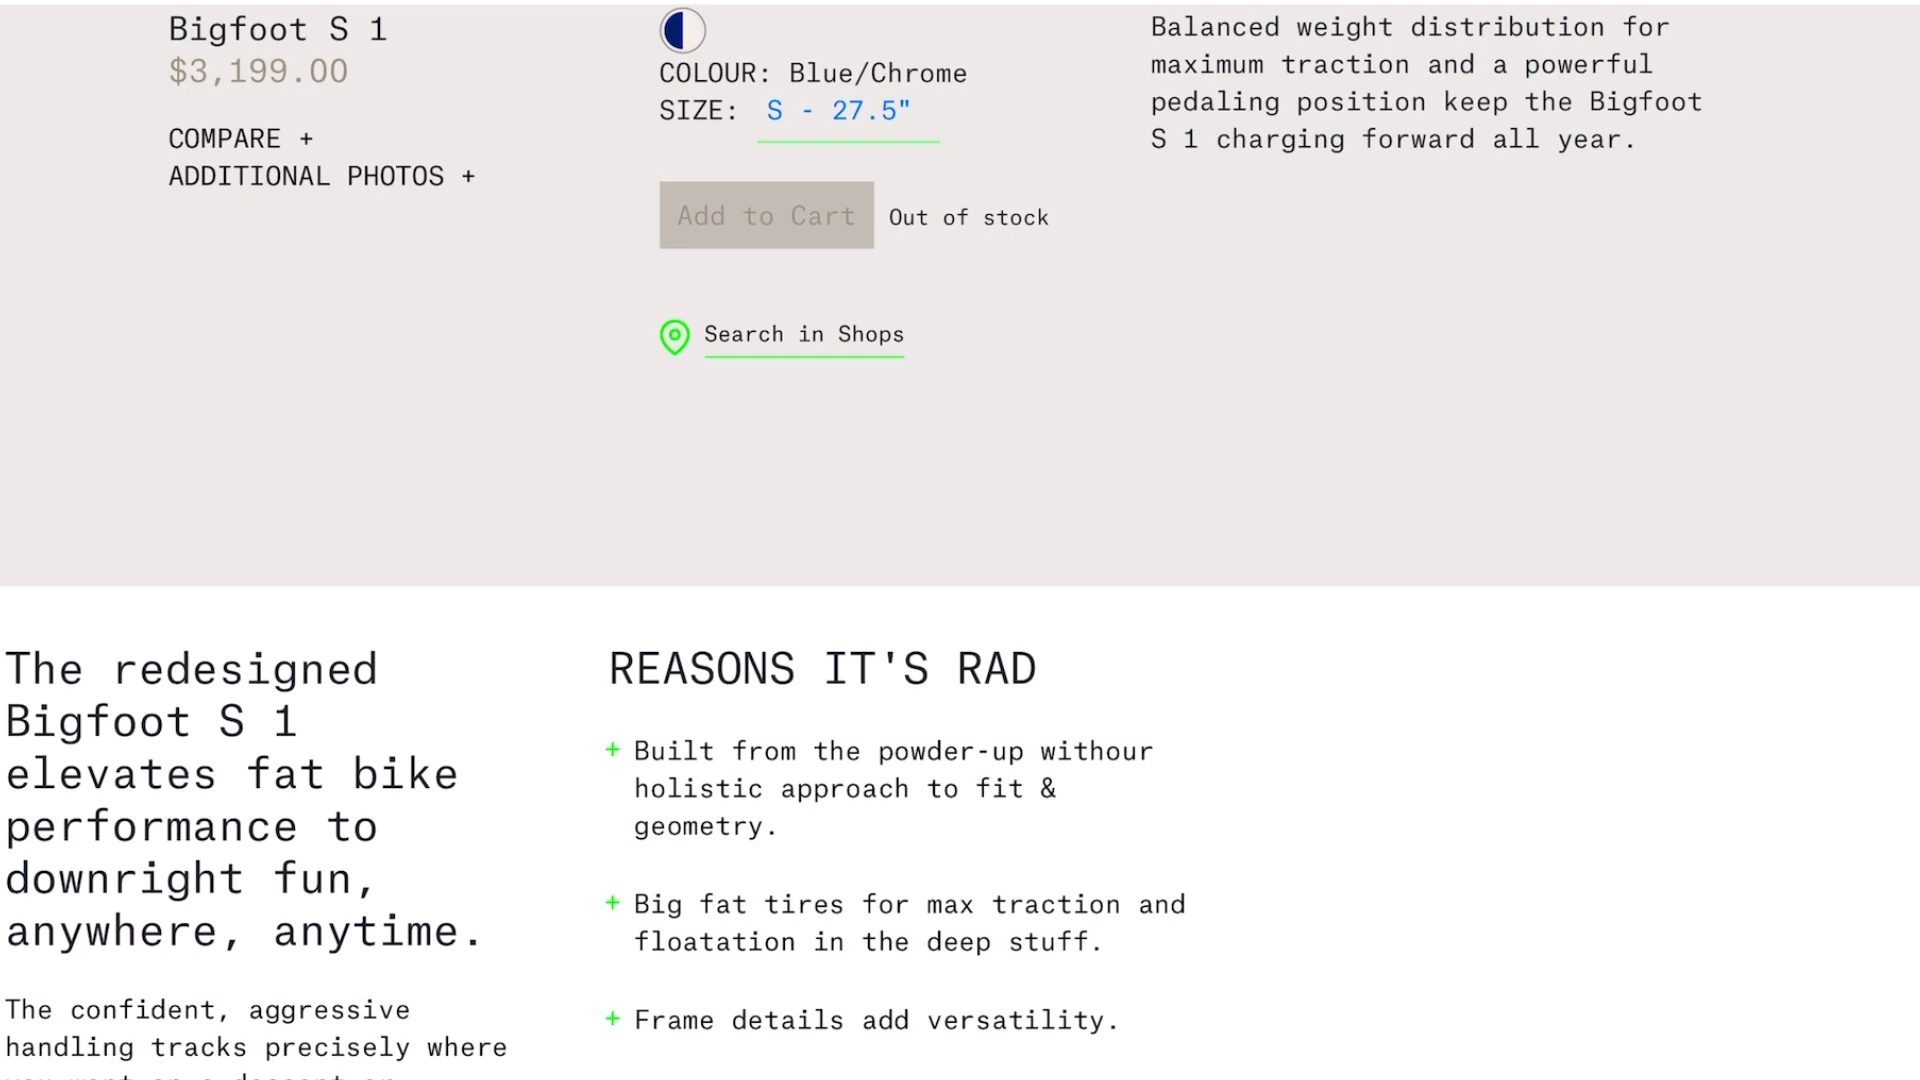 Bigfoot S 1
$3,199.00
COMPARE +
ADDITIONAL PHOTOS +
COLOUR: Blue/Chrome
SIZE: S - 27.5"
Add to Cart Out of stock
Search in Shops
Balanced weight distribution for
maximum traction and a powerful
pedaling position keep the Bigfoot
S 1 charging forward all year.
The redesigned
Bigfoot S 1
elevates fat bike
performance to
downright fun,
anywhere, anytime.
The confident, aggressive
handling tracks precisely where
REASONS IT'S RAD
+ Built from the powder-up withour
holistic approach to fit &
geometry.
+ Big fat tires for max traction and
floatation in the deep stuff.
+ Frame details add versatility.